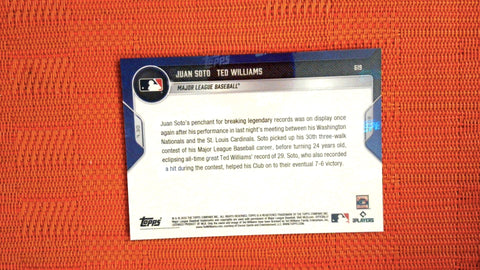 Topps
JUAN SOTO TED WILLIAMS
619
MAJOR LEAGUE BASEBALL
Juan Soto's penchant for breaking legendary records was on display once
again after his performance in last night's meeting between his Washington
Nationals and the St. Louis Cardinals. Soto picked up his 30th three-walk
contest of his Major League Baseball career, before turning 24 years old,
eclipsing all-time great Ted Williams' record of 29. Soto, who also recorded
a hit during the contest, helped his Club on to their eventual 7-6 victory.
Topps
PLAYERS